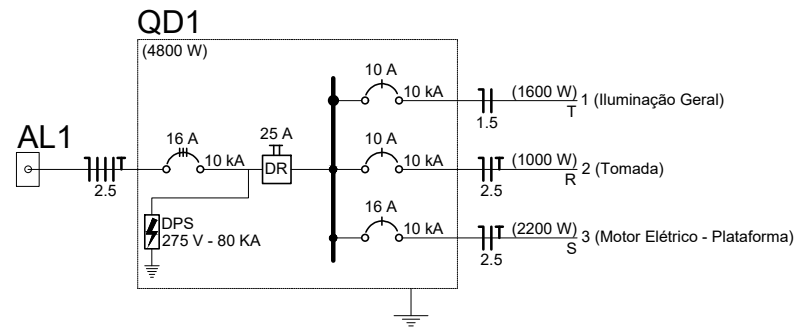 QD1
(4800 W)
AL1
2.5
16 A
10 kA
25 A
DR
DPS
275 V - 80 KA
10 A
10 kA
1.5
(1600 W)
T
1 (Iluminação Geral)
10 A
10 kA
2.5
(1000 W)
R
2 (Tomada)
16 A
10 kA
2.5
(2200 W)
S
3 (Motor Elétrico - Plataforma)